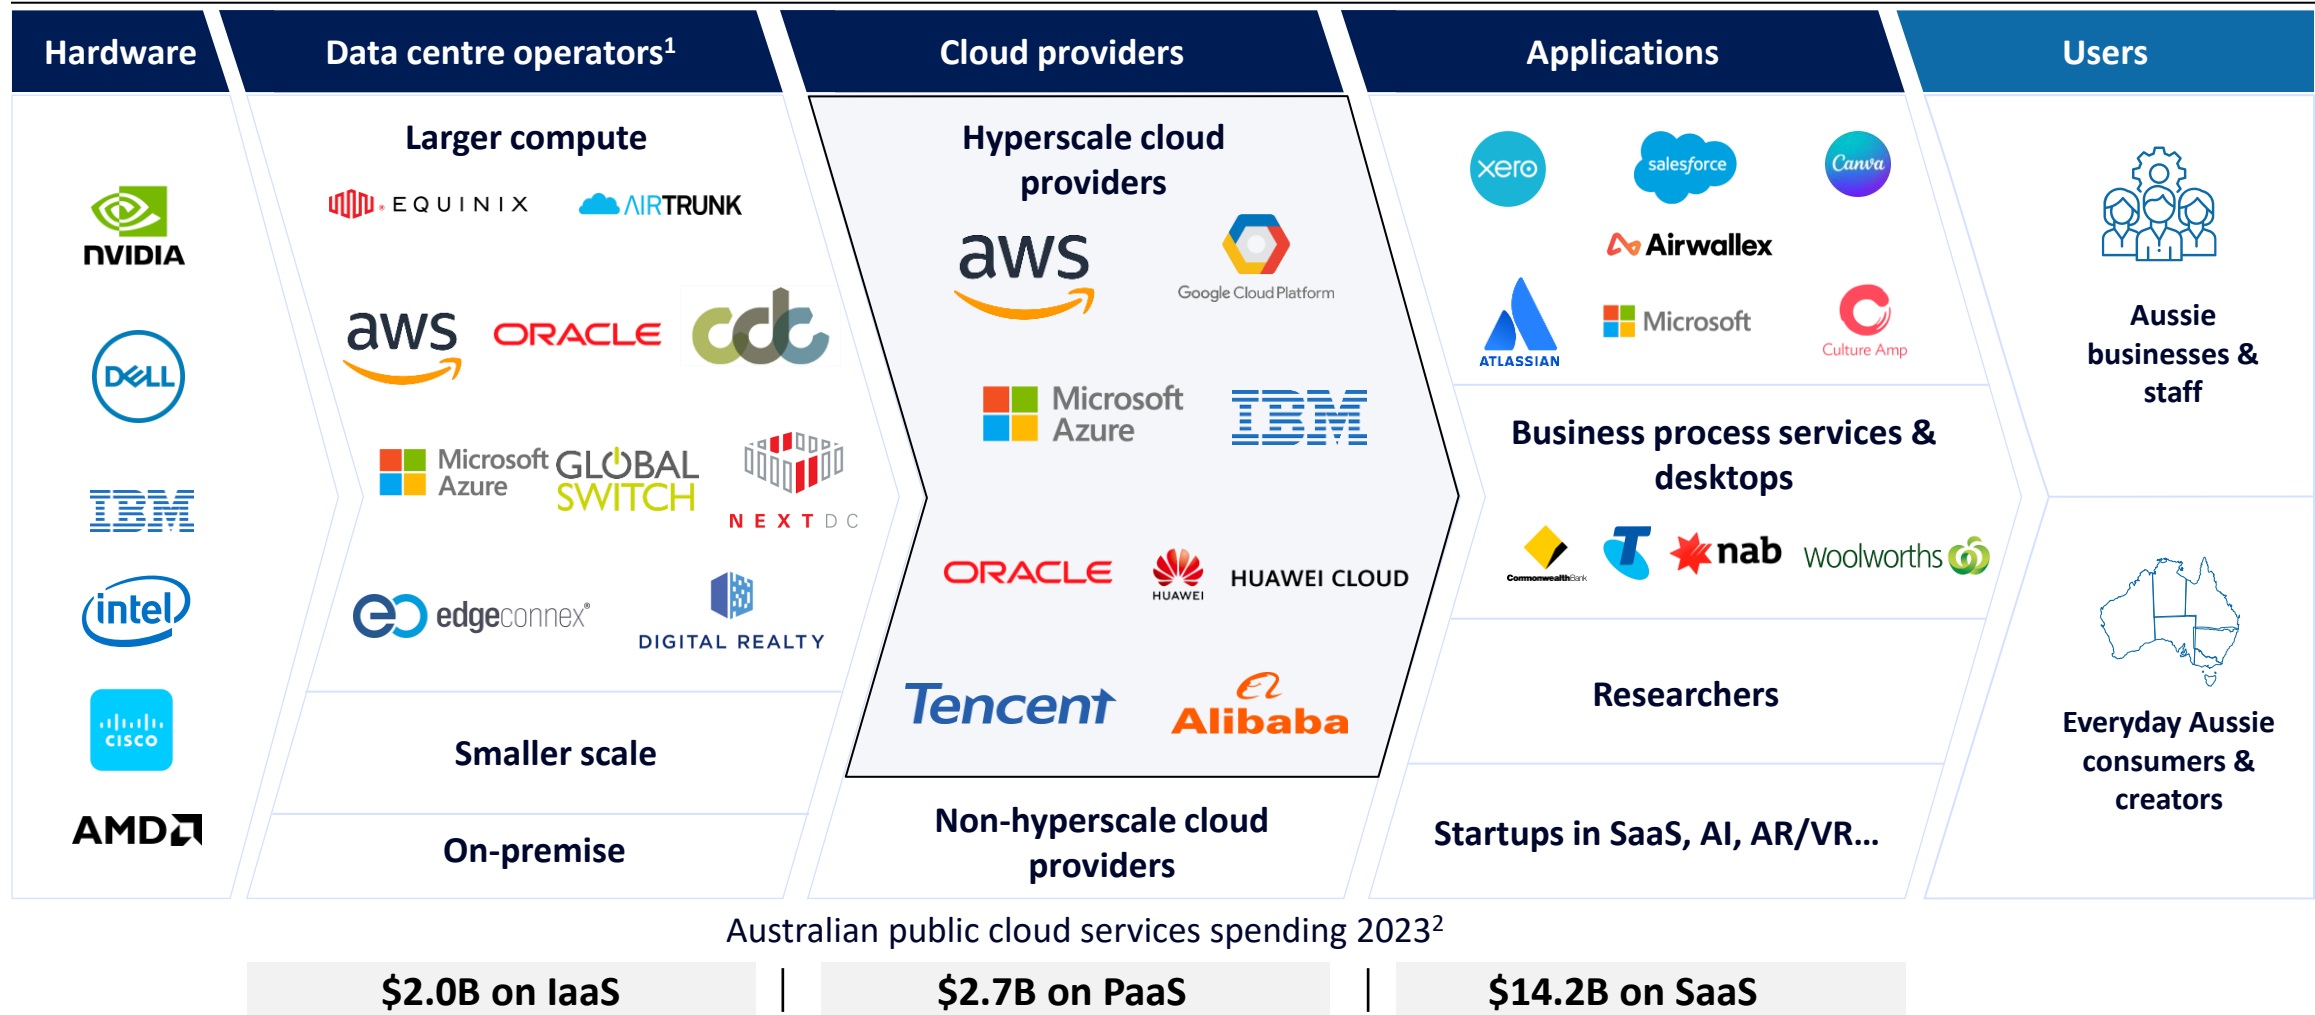 Hardware
Data centre operators1
Cloud providers
Applications
Users
NVIDIA
DELL
IBM
intel
CISCO
AMD
Larger compute
EQUINIX
AIRTRUNK
aws
ORACLE
cdc
Microsoft
Azure
GLOBAL
SWITCH
NEXTDC
edgeconnex®
DIGITAL REALTY
Smaller scale
On-premise
Hyperscale cloud
providers
aws
Google Cloud Platform
Microsoft
Azure
IBM
ORACLE
HUAWEI
HUAWEI CLOUD
Tencent
Alibaba
Non-hyperscale cloud
providers
xero
salesforce
Canva
Airwallex
ATLASSIAN
Microsoft
Culture Amp
Business process services &
desktops
CommonwealthBank
T
nab
woolworths
Researchers
Startups in SaaS, AI, AR/VR...
Aussie
businesses &
staff
Everyday Aussie
consumers &
creators
Australian public cloud services spending 20232
$2.0B on IaaS
$2.7B on PaaS
$14.2B on SaaS